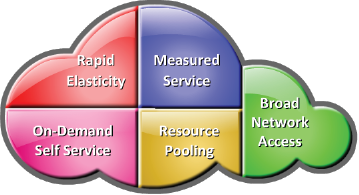 Rapid
Elasticity
Measured
Service
Broad
Network
Access
On-Demand
Self Service
Resource
Pooling